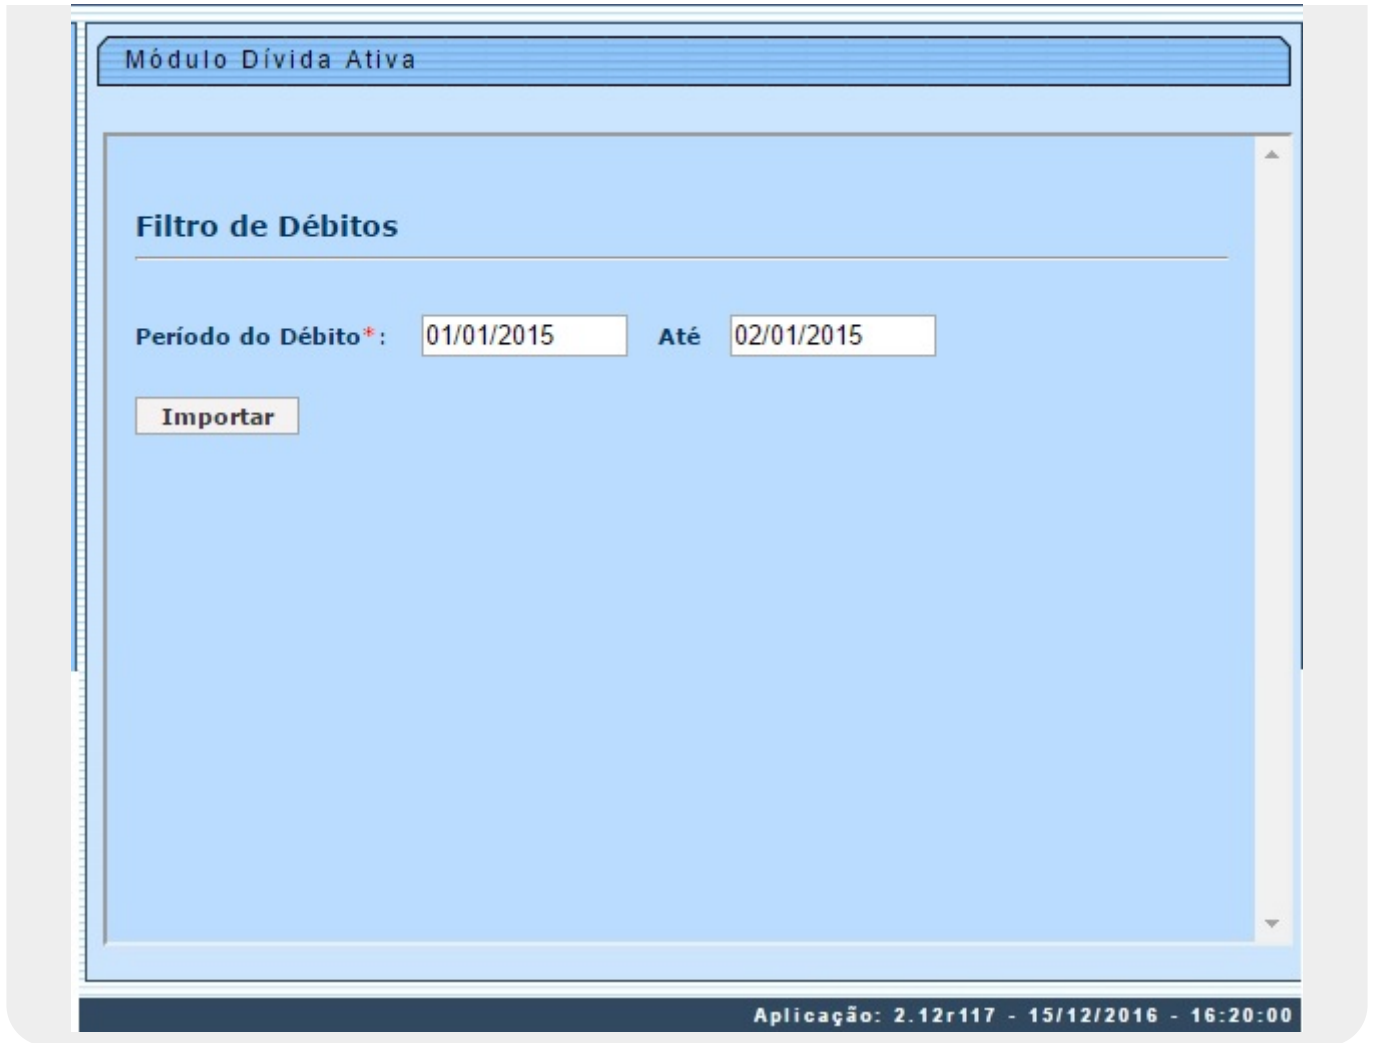 Módulo Dívida Ativa
Filtro de Débitos
Período do Débito*: 01/01/2015 Até 02/01/2015
Importar
Aplicação: 2.12r117 - 15/12/2016 - 16:20:00